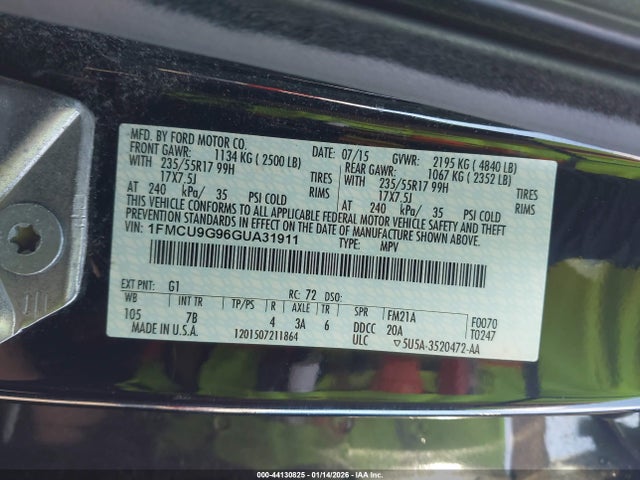 MFD. BY FORD MOTOR CO.
DATE: 07/15 GVWR: 2195 KG (4840 LB)
FRONT GAWR: 1134 KG (2500 LB) REAR GAWR: 1067 KG (2352 LB)
WITH 235/55R17 99H TIRES WITH 235/55R17 99H TIRES
17X7.5J RIMS 17X7.5J RIMS
AT 240 kPa/ 35 PSI COLD AT 240 kPa/ 35 PSI COLD
THIS VEHICLE CONFORMS TO ALL APPLICABLE FEDERAL MOTOR VEHICLE SAFETY AND THEFT
PREVENTION STANDARDS IN EFFECT ON THE DATE OF MANUFACTURE SHOWN ABOVE.
VIN: 1FMCU9G96GUA31911 TYPE: MPV
EXT PNT: G1 RC: 72 DSO:
WB INT TR TP/PS R AXLE TR SPR FM21A F0070
105 7B 4 3A 6 DDCC 20A T0247
MADE IN U.S.A. 1201507211864 ULC ▽5U5A-3520472-AA
000-44130825 - 01/14/2026 - IAA Inc.